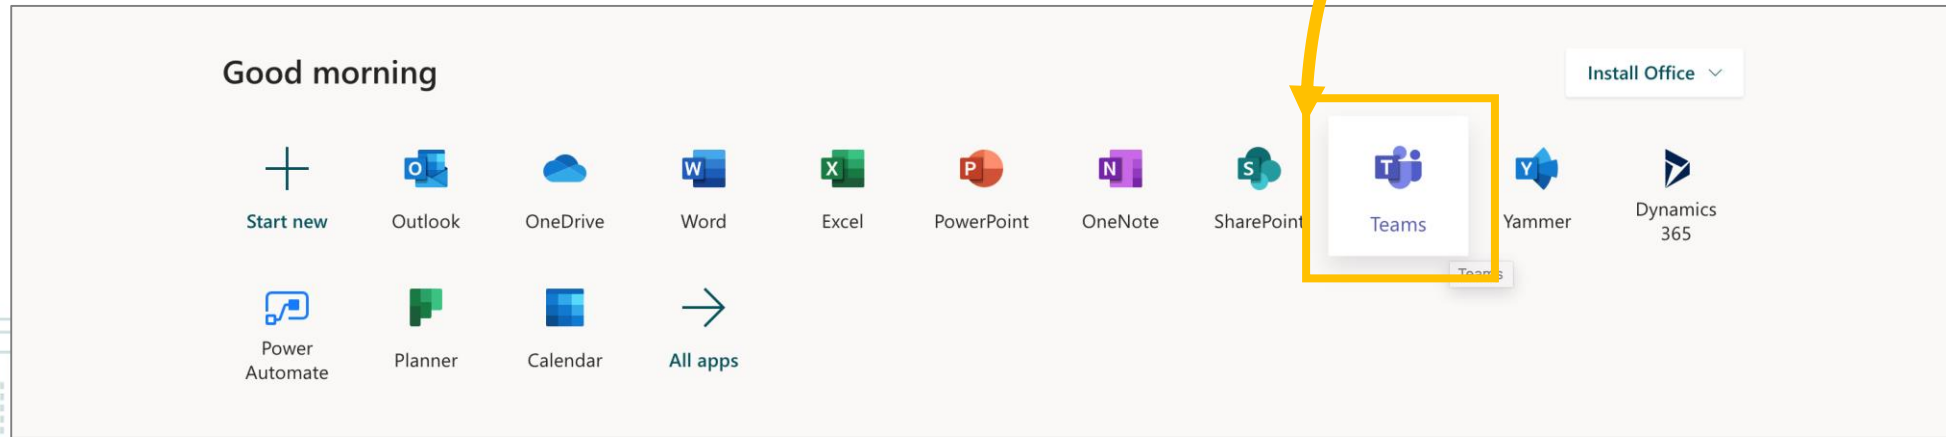 Good morning
Install Office
Start new
Outlook
OneDrive
Word
Excel
PowerPoint
OneNote
SharePoint
Teams
Yammer
Dynamics
365
Teams
Power
Automate
Planner
Calendar
All apps